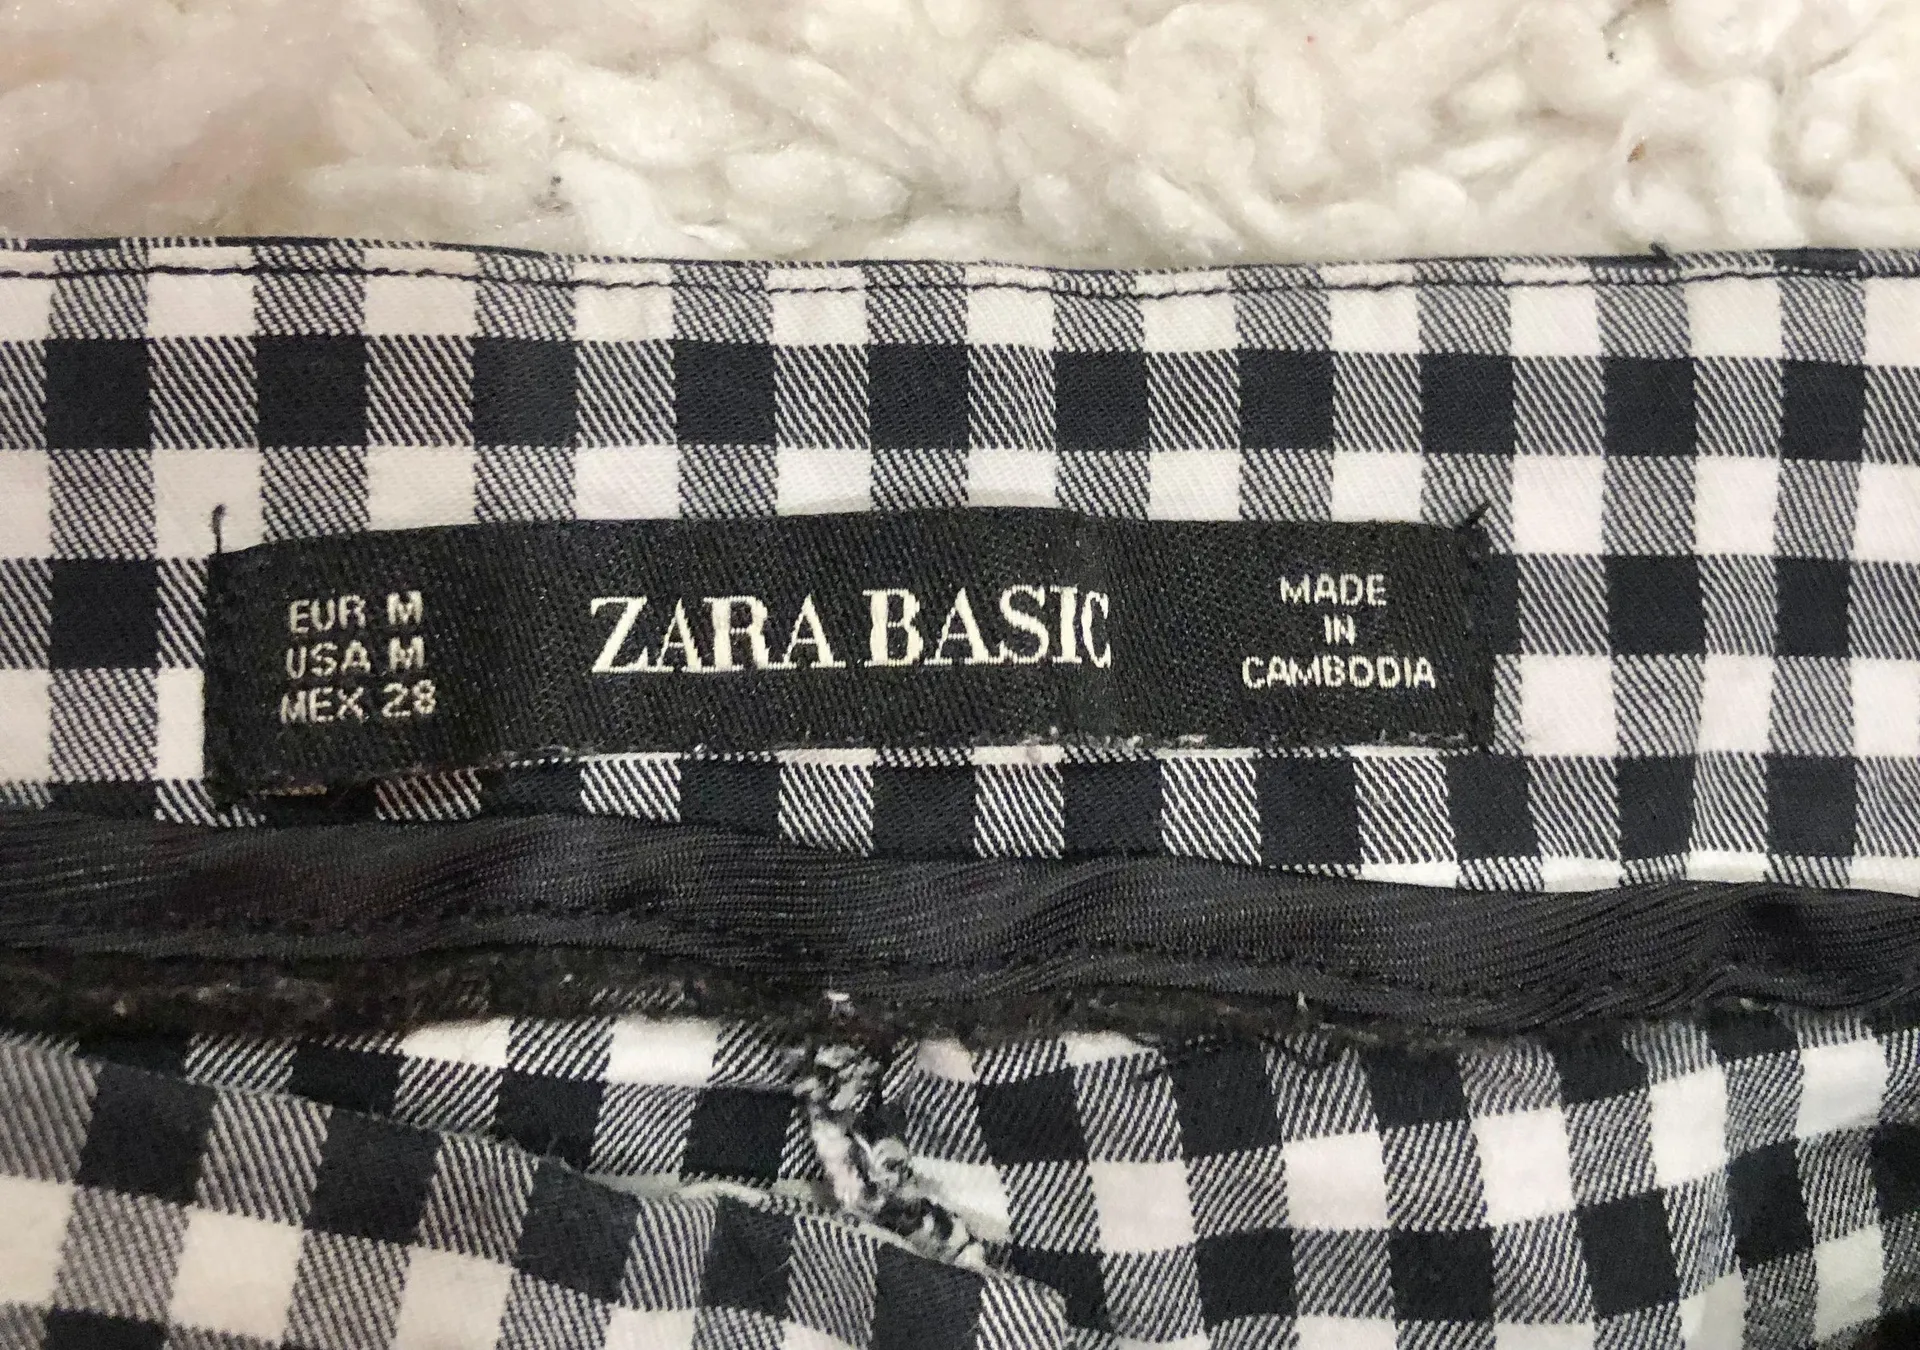 EUR M
USA M
MEX 28
ZARA BASIC
MADE
IN
CAMBODIA